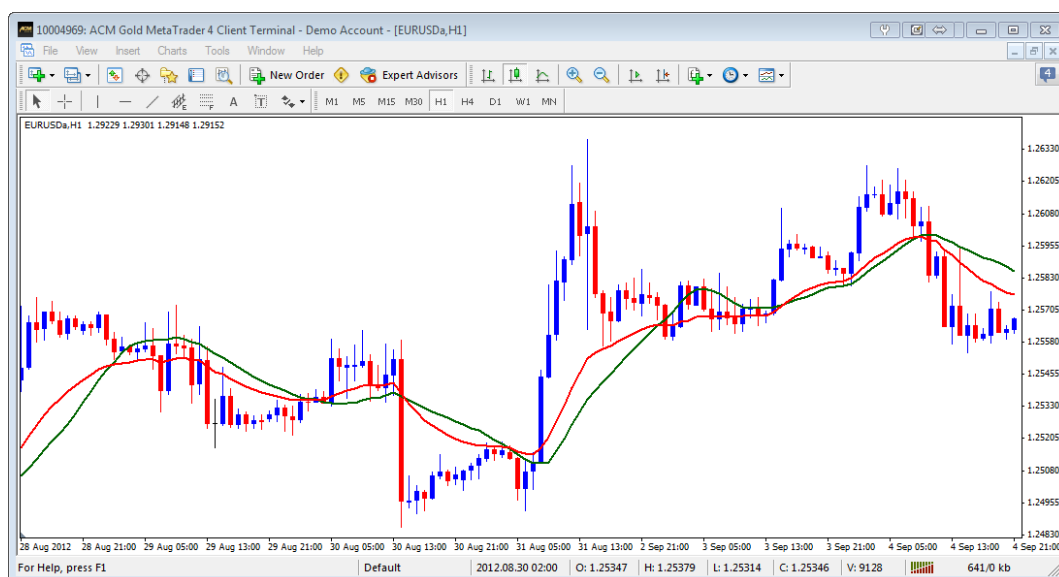 10004969: ACM Gold MetaTrader 4 Client Terminal - Demo Account - [EURUSDa,H1]
File View Insert Charts Tools Window Help
New Order Expert Advisors 4
E F A T M1 M5 M15 M30 H1 H4 D1 W1 MN
EURUSDa,H1 1.29229 1.29301 1.29148 1.29152
1.26330
1.26205
1.26080
1.25955
1.25830
1.25705
1.25580
1.25455
1.25330
1.25205
1.25080
1.24955
1.24830
28 Aug 2012 28 Aug 21:00 29 Aug 05:00 29 Aug 13:00 29 Aug 21:00 30 Aug 05:00 30 Aug 13:00 30 Aug 21:00 31 Aug 05:00 31 Aug 13:00 2 Sep 21:00 3 Sep 05:00 3 Sep 13:00 3 Sep 21:00 4 Sep 05:00 4 Sep 13:00 4 Sep 21:00
For Help, press F1 Default 2012.08.30 02:00 O: 1.25347 H: 1.25379 L: 1.25314 C: 1.25346 V: 9128 641/0 kb